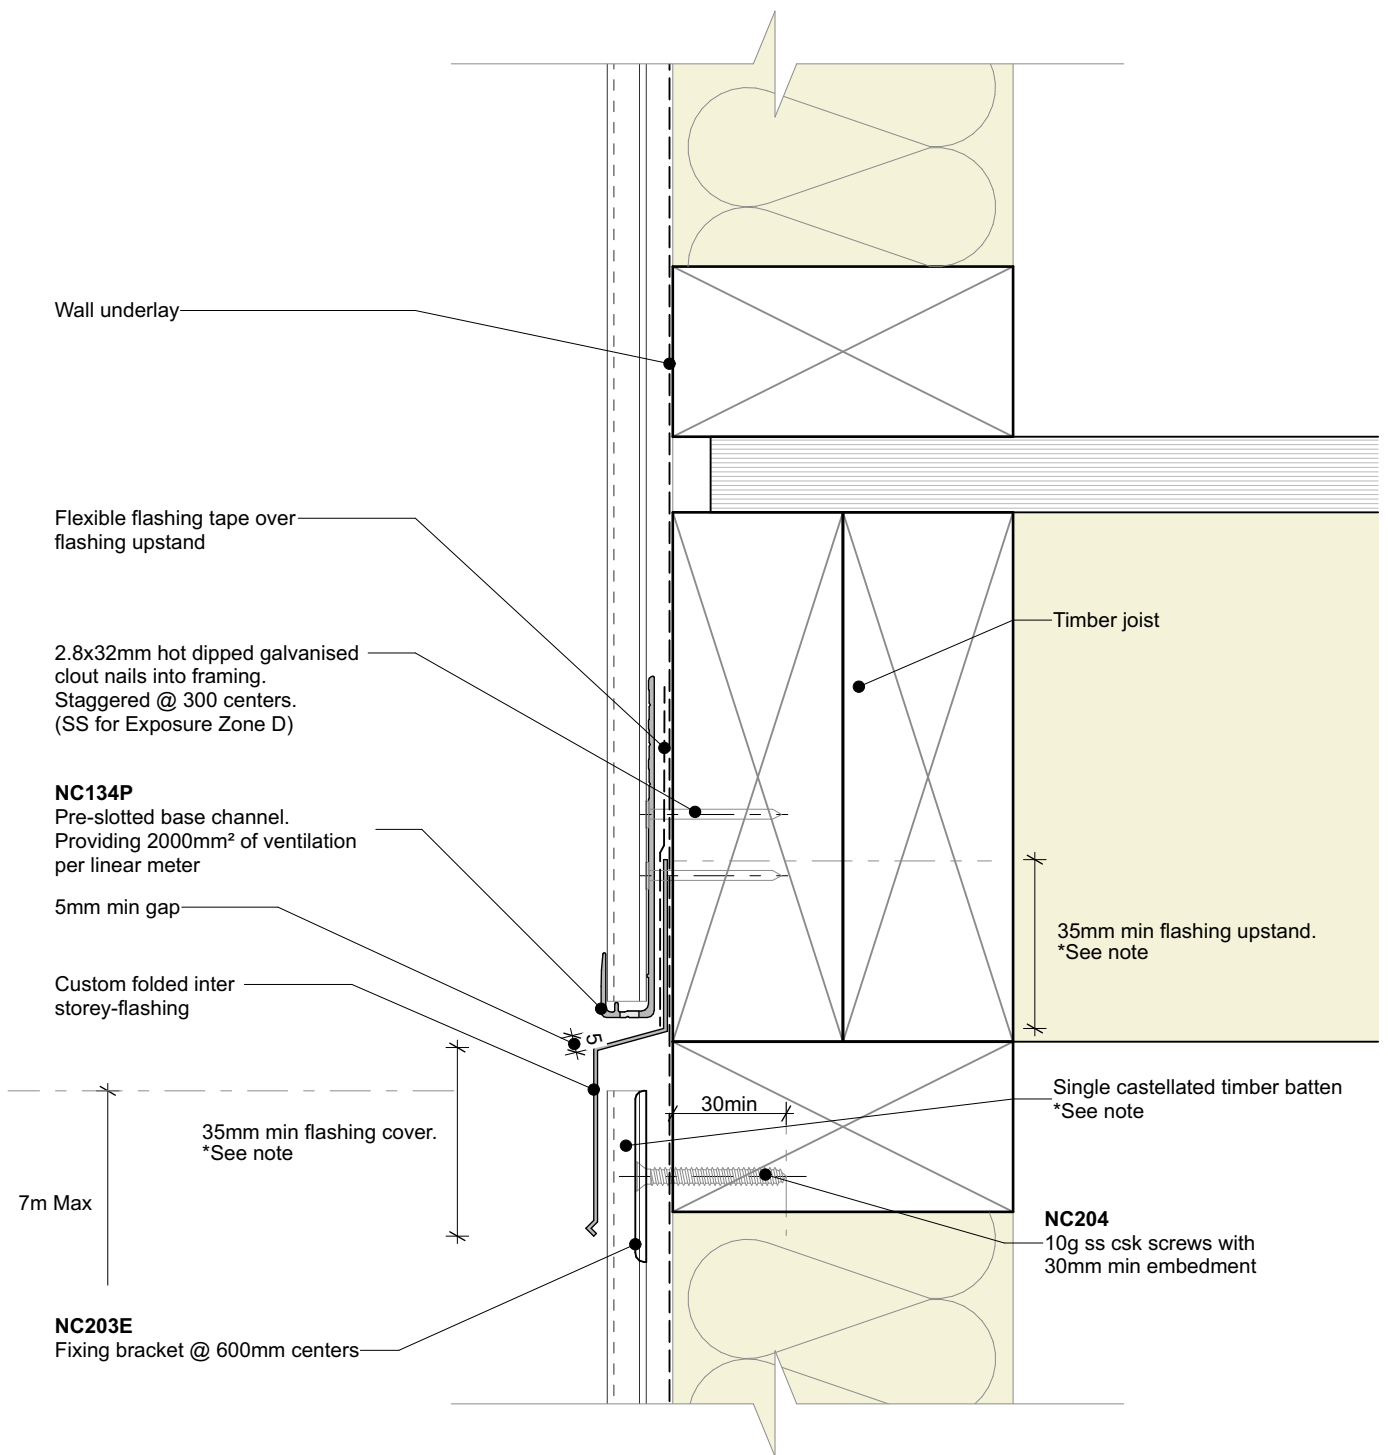 Wall underlay
Flexible flashing tape over
flashing upstand
Timber joist
2.8x32mm hot dipped galvanised
clout nails into framing.
Staggered @ 300 centers.
(SS for Exposure Zone D)
NC134P
Pre-slotted base channel.
Providing 2000mm² of ventilation
per linear meter
5mm min gap
35mm min flashing upstand.
*See note
Custom folded inter
storey-flashing
5
30min
Single castellated timber batten
*See note
35mm min flashing cover.
*See note
7m Max
NC204
10g ss csk screws with
30mm min embedment
NC203E
Fixing bracket @ 600mm centers